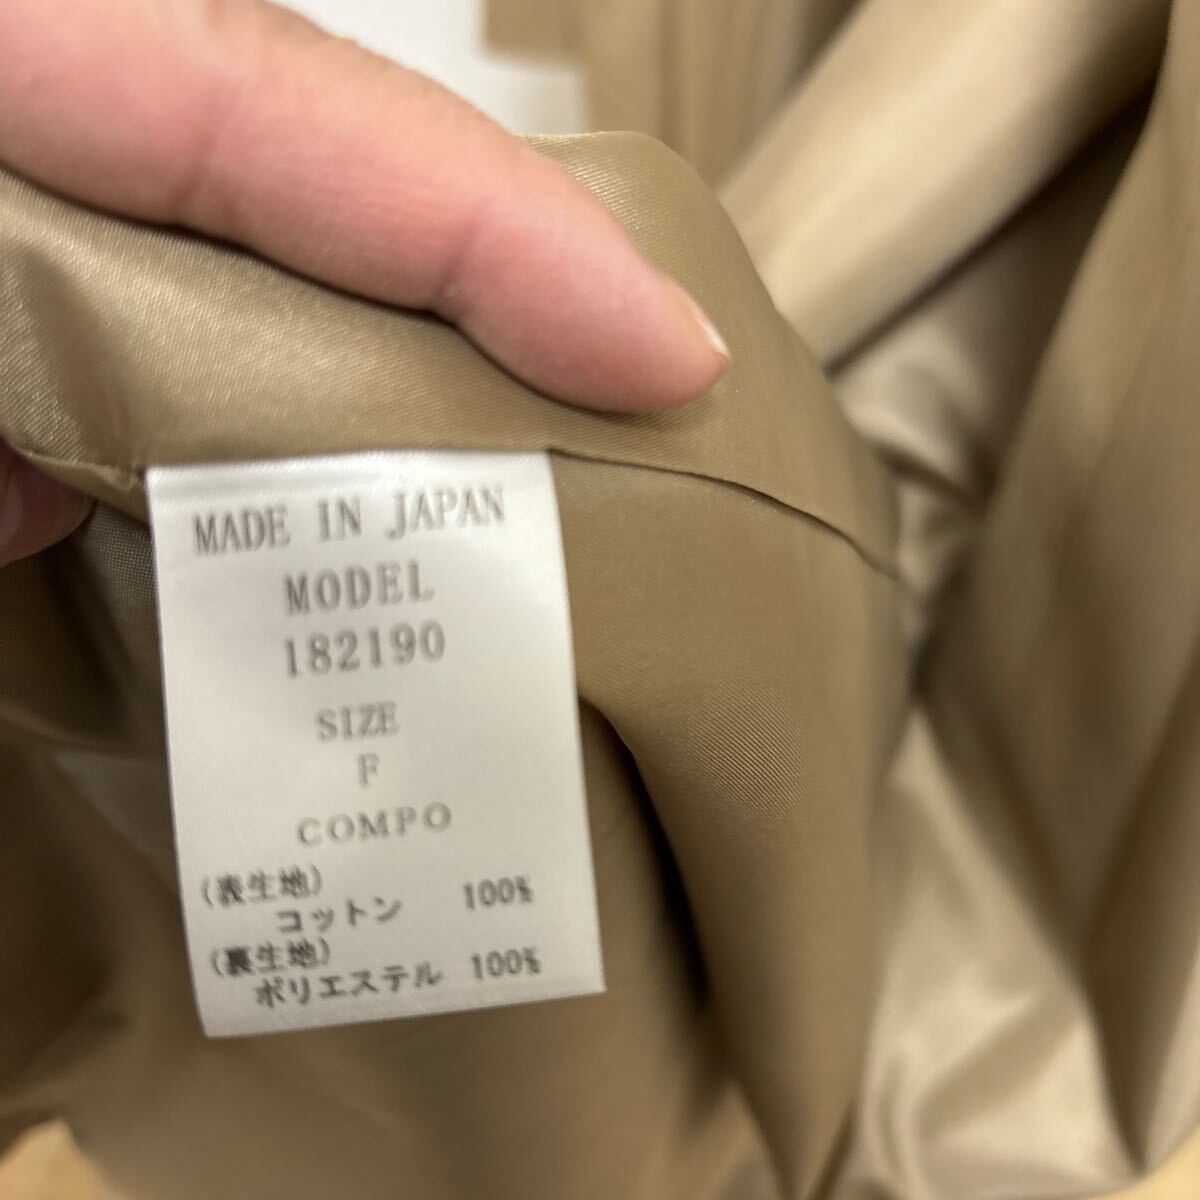 MADE IN JAPAN
MODEL
182190
SIZE
F
COMPO
(表生地)
コットン 100%
(裏生地)
ポリエステル 100%